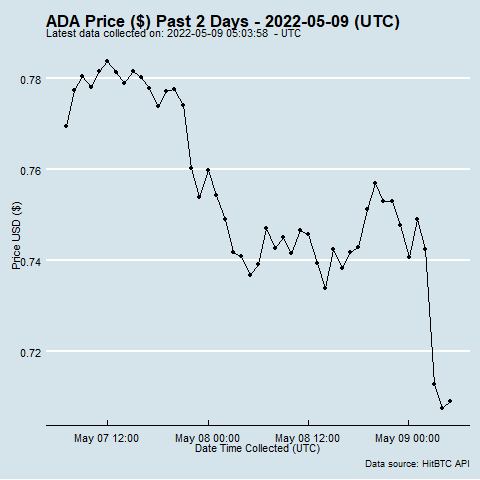 ADA Price ($) Past 2 Days - 2022-05-09 (UTC)
Latest data collected on: 2022-05-09 05:03:58 - UTC
0.78
0.76
0.74
0.72
Price USD ($)
May 07 12:00
May 08 00:00
May 08 12:00
May 09 00:00
Date Time Collected (UTC)
Data source: HitBTC API